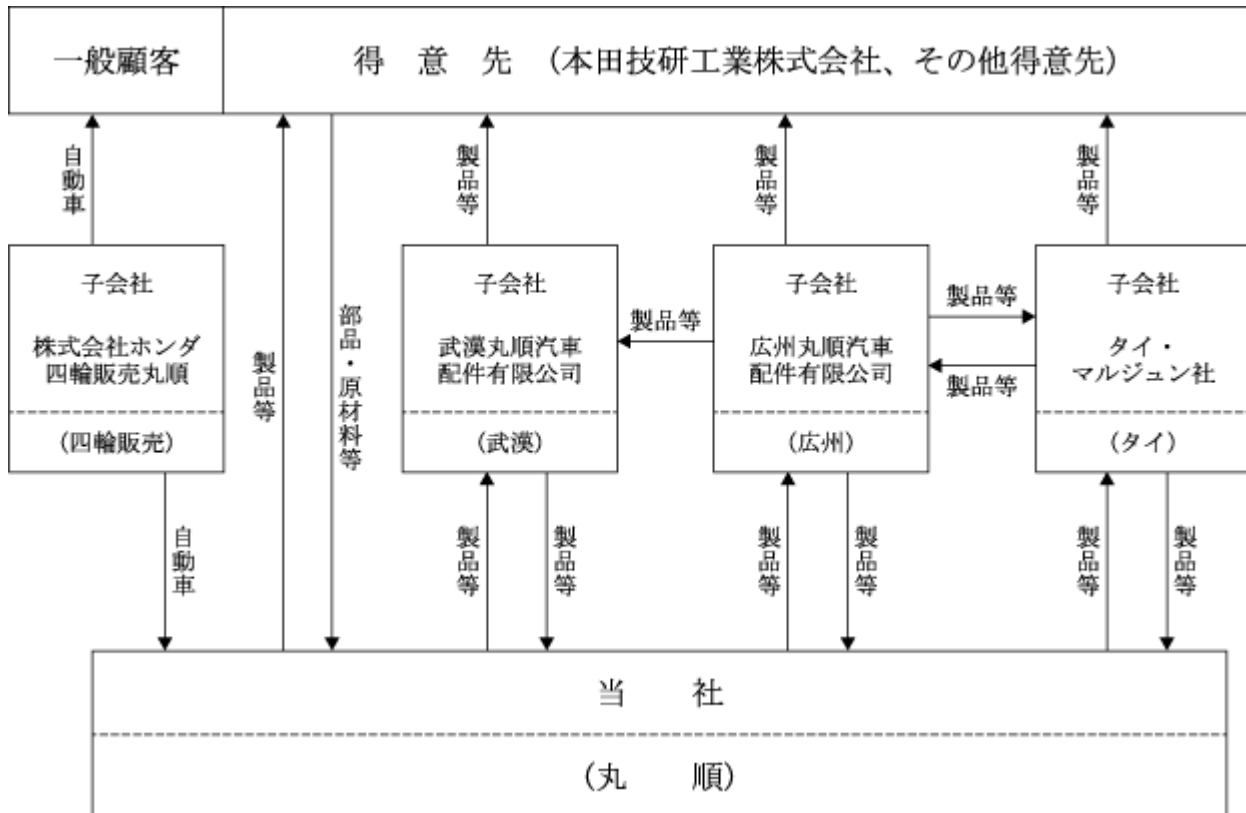 一般顧客
得意先（本田技研工業株式会社、その他得意先）
自動車
製品等
部品・原材料等
製品等
製品等
製品等
子会社
株式会社ホンダ
四輪販売丸順
（四輪販売）
子会社
武漢丸順汽車
配件有限公司
（武漢）
製品等
子会社
広州丸順汽車
配件有限公司
（広州）
製品等
製品等
子会社
タイ・
マルジュン社
（タイ）
自動車
製品等
製品等
製品等
製品等
製品等
製品等
当社
（丸順）